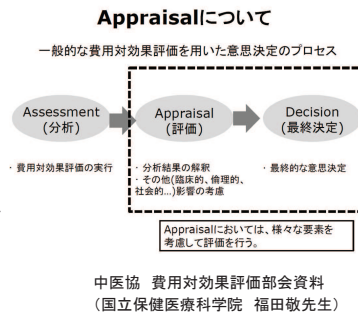 Appraisalについて
一般的な費用対効果評価を用いた意思決定のプロセス
Assessment
(分析)
Appraisal
(評価)
Decision
(最終決定)
・費用対効果評価の実行
・分析結果の解釈
・その他(臨床的、倫理的、
社会的…)影響の考慮
・最終的な意思決定
Appraisalにおいては、様々な要素を
考慮して評価を行う。
中医協 費用対効果評価部会資料
(国立保健医療科学院 福田敬先生)